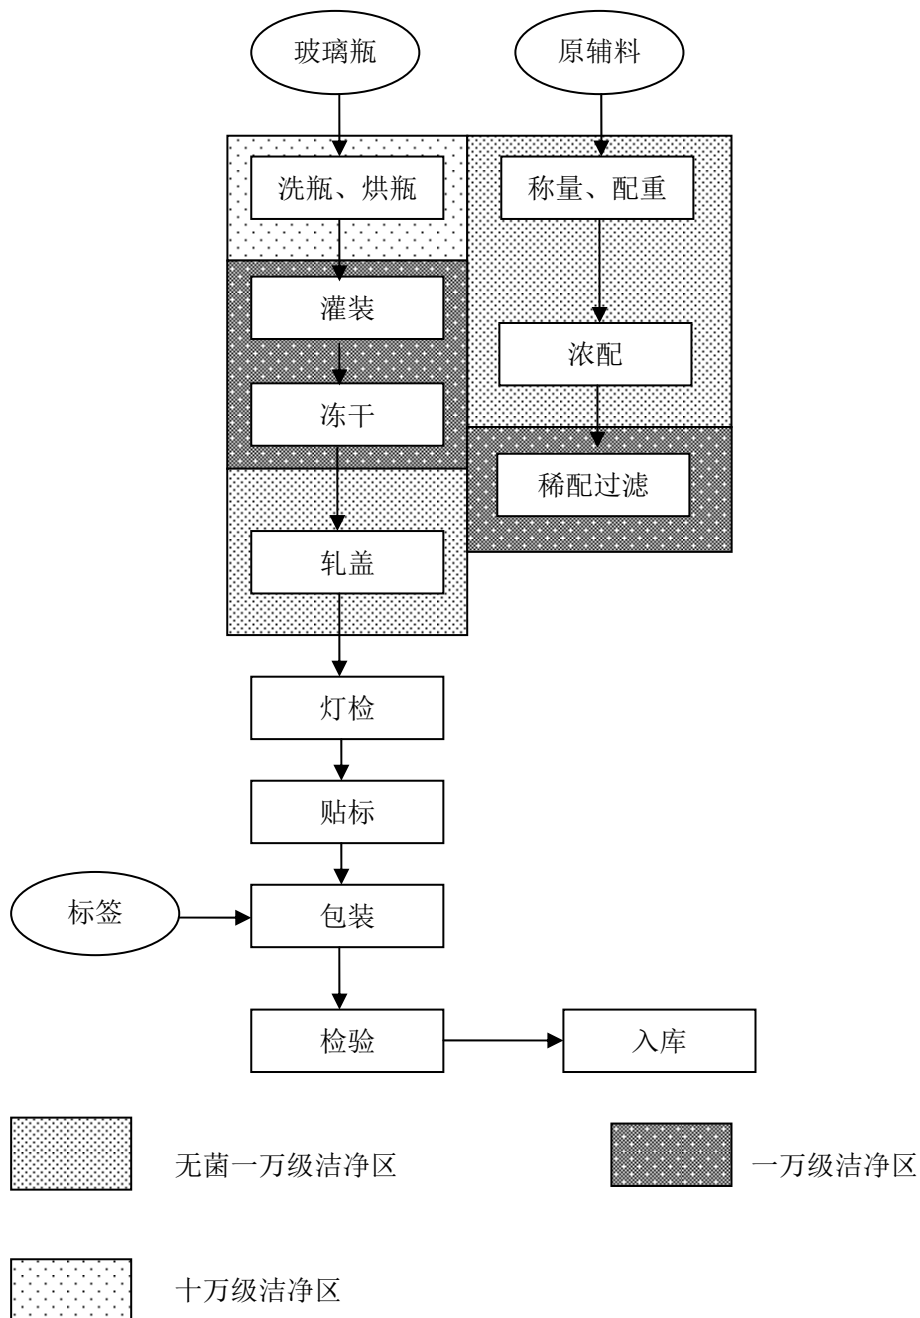 玻璃瓶
原辅料
洗瓶、烘瓶
称量、配重
灌装
浓配
冻干
稀配过滤
轧盖
灯检
贴标
标签
包装
检验
入库
无菌一万级洁净区
一万级洁净区
十万级洁净区